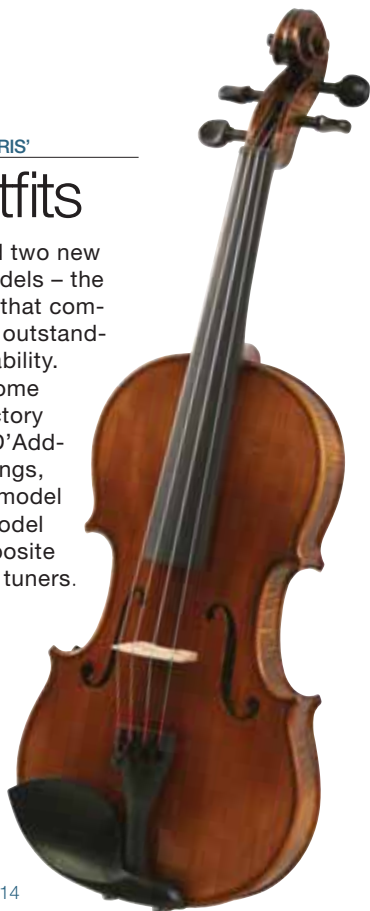 RIS'
tfits
l two new
dels – the
that com-
outstand-
ability.
ome
ctory
D'Add-
ngs,
model
odel
posite
tuners.
14